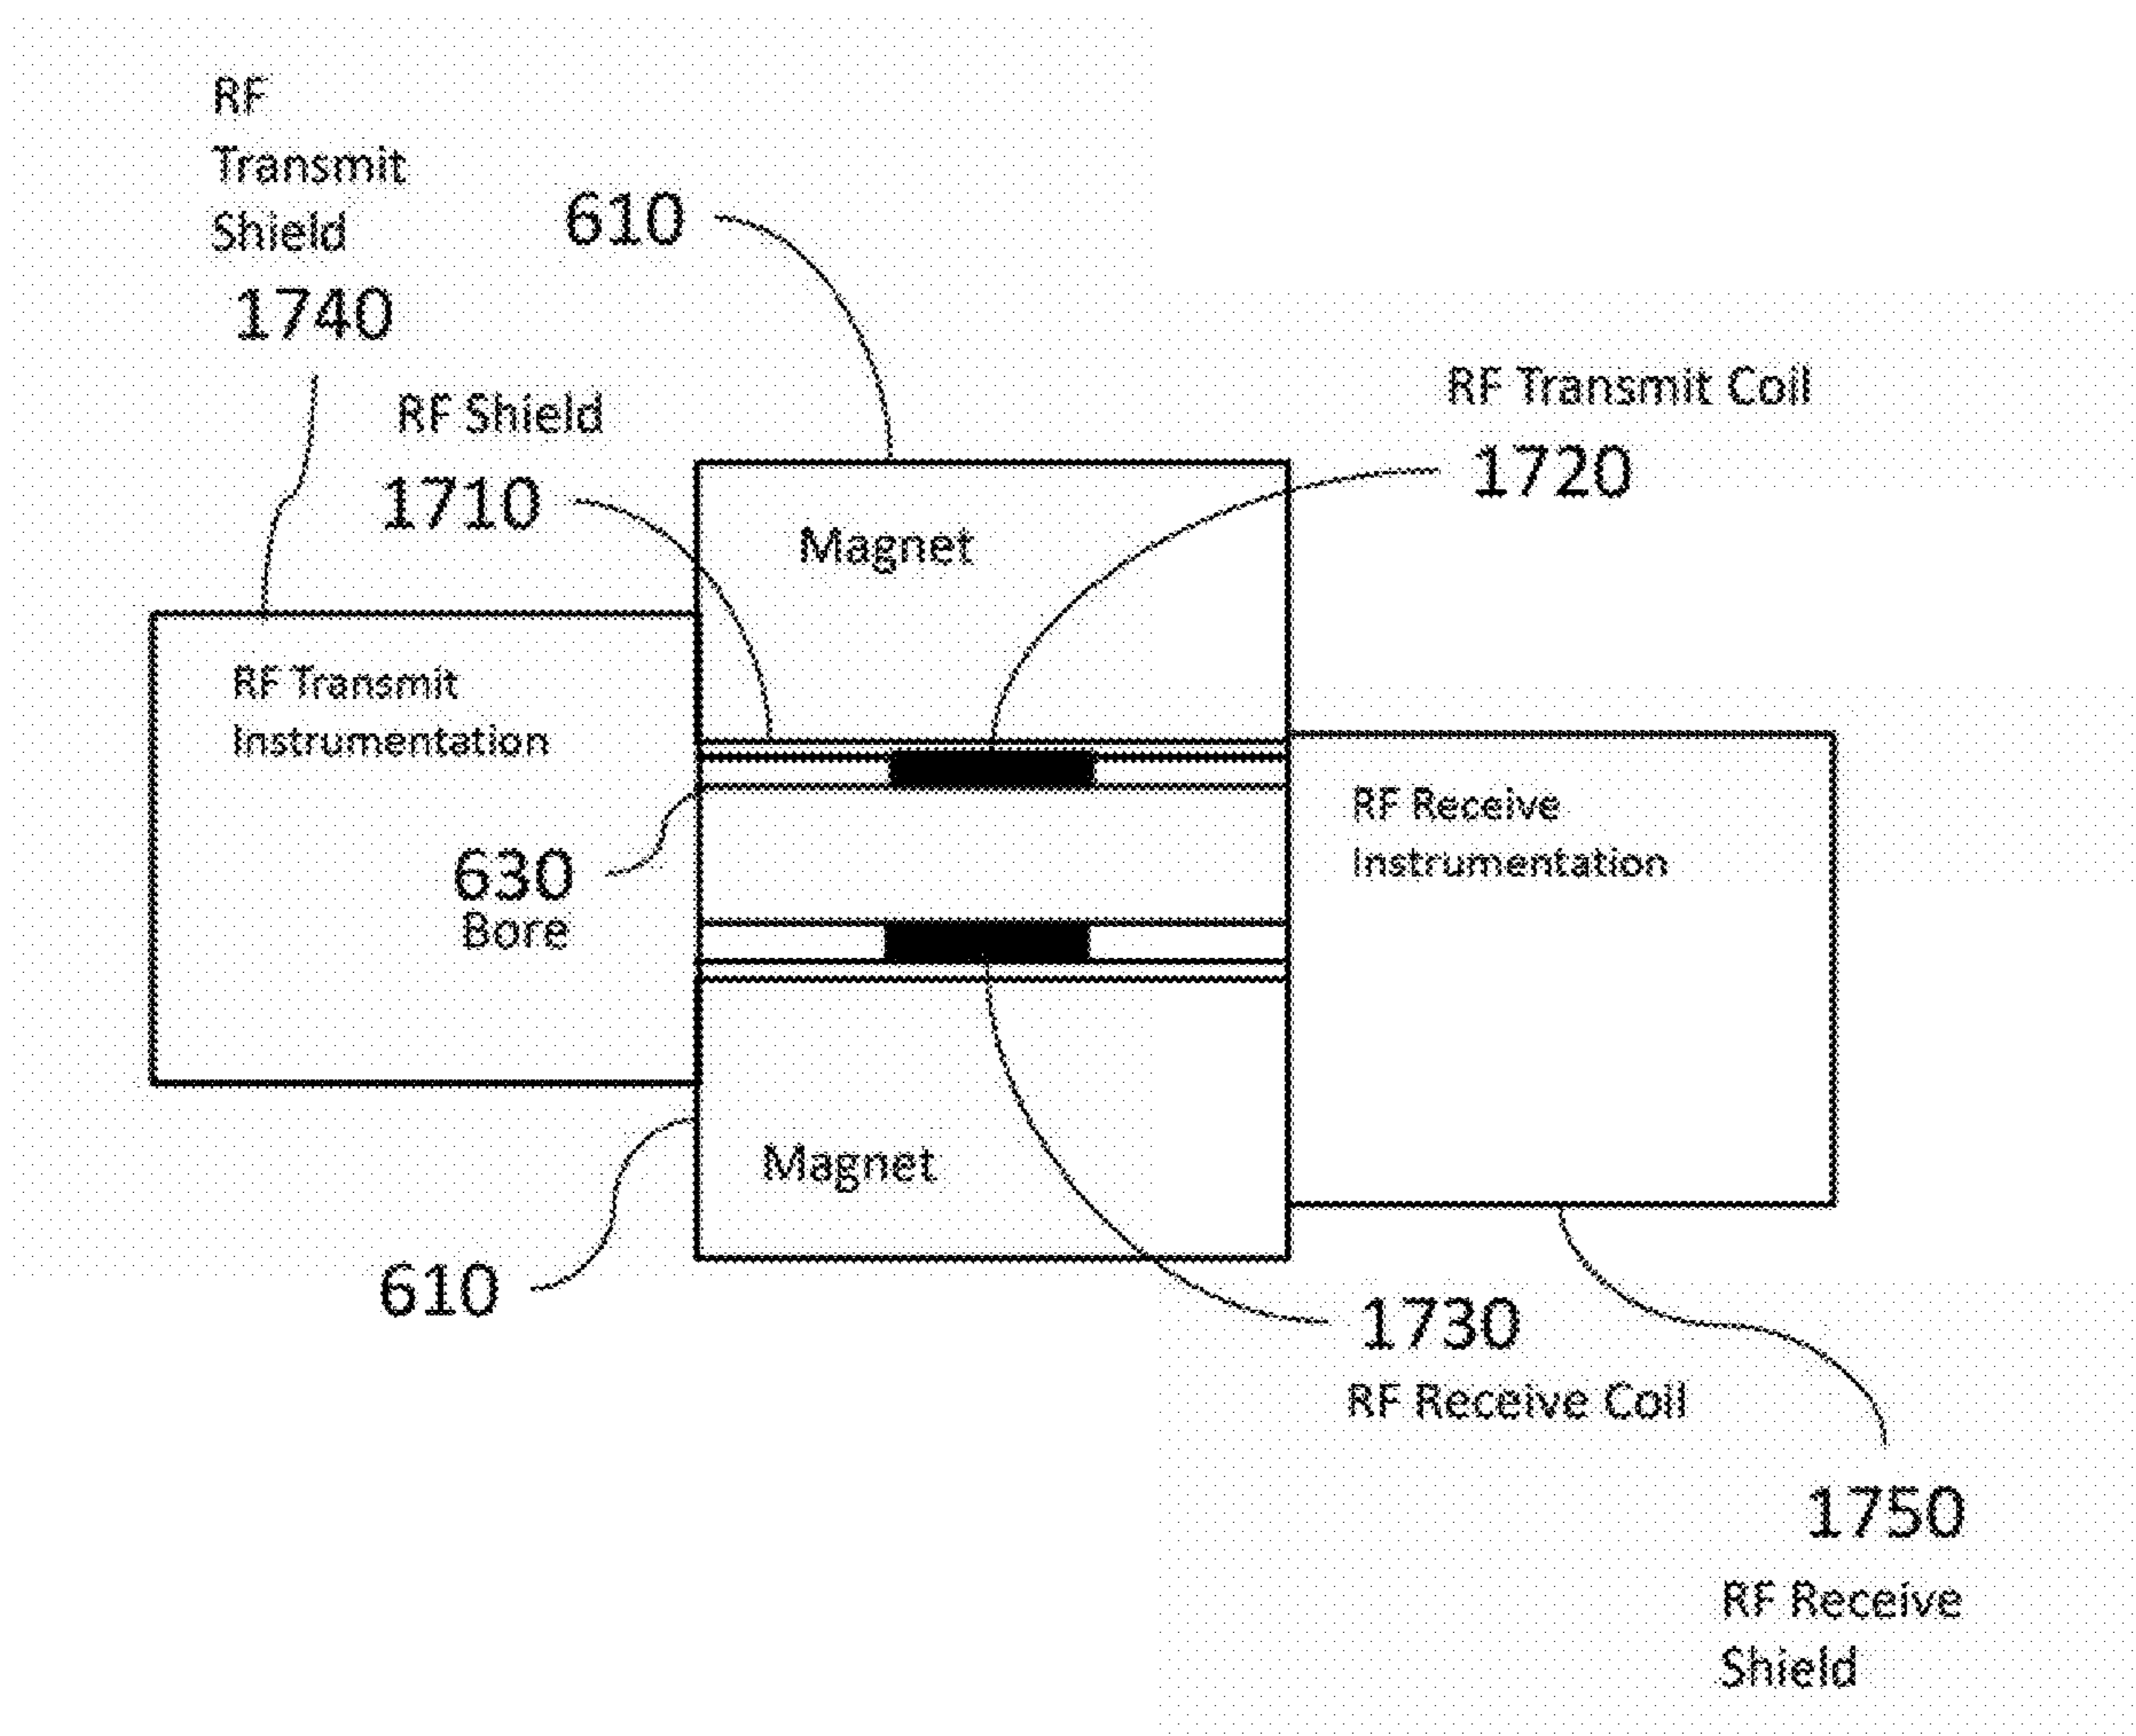 RF
Transmit
Shield
1740
610
RF Shield
1710
RF Transmit Coil
1720
Magnet
RF Transmit
Instrumentation
RF Receive
Instrumentation
630
Bore
Magnet
610
1730
RF Receive Coil
1750
RF Receive
Shield